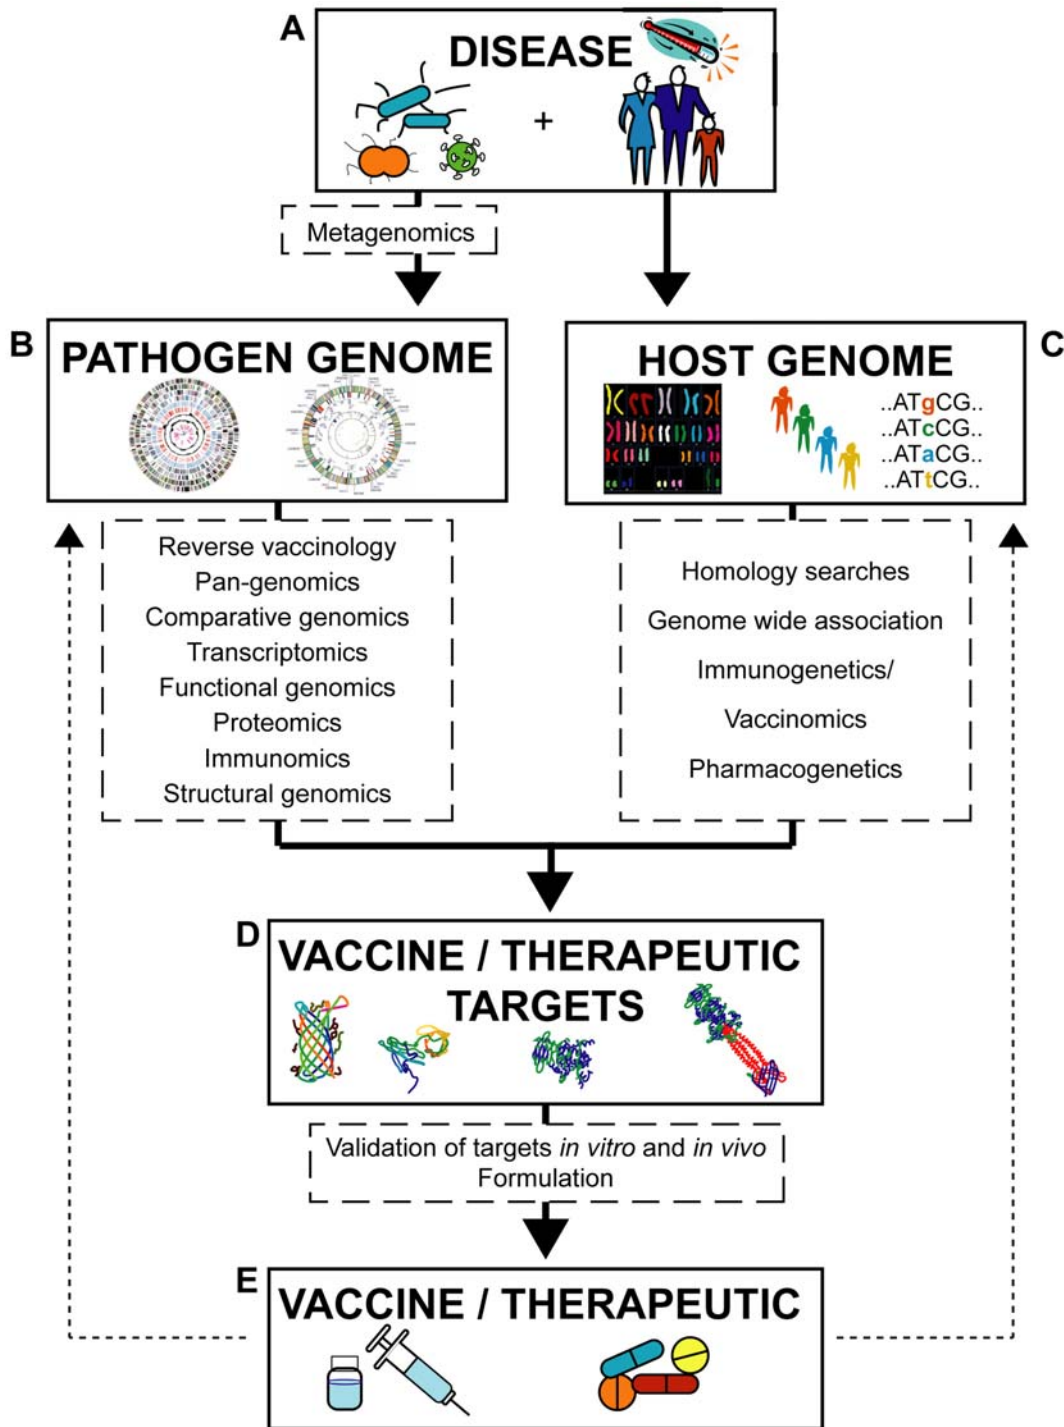 A
DISEASE
+
Metagenomics
B
PATHOGEN GENOME
C
HOST GENOME
..ATgCG..
..ATcCG..
..ATaCG..
..ATtCG..
Reverse vaccinology
Pan-genomics
Comparative genomics
Transcriptomics
Functional genomics
Proteomics
Immunomics
Structural genomics
Homology searches
Genome wide association
Immunogenetics/
Vaccinomics
Pharmacogenetics
D
VACCINE / THERAPEUTIC
TARGETS
Validation of targets in vitro and in vivo
Formulation
E
VACCINE / THERAPEUTIC